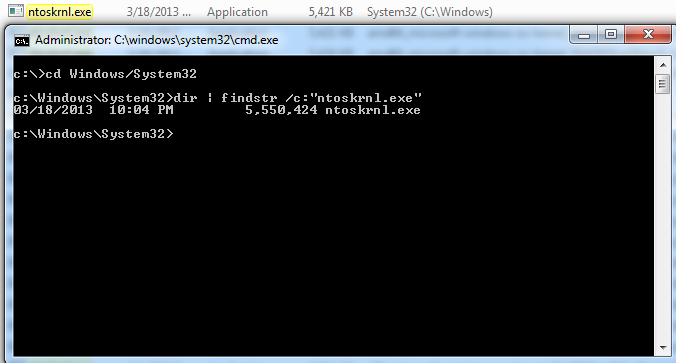 ntoskrnl.exe 3/18/2013 ... Application 5,421 KB System32 (C:\Windows)
Administrator: C:\windows\system32\cmd.exe
c:\>cd Windows/System32
c:\Windows\System32>dir | findstr /c:"ntoskrnl.exe"
03/18/2013  10:04 PM         5,550,424 ntoskrnl.exe
c:\Windows\System32>